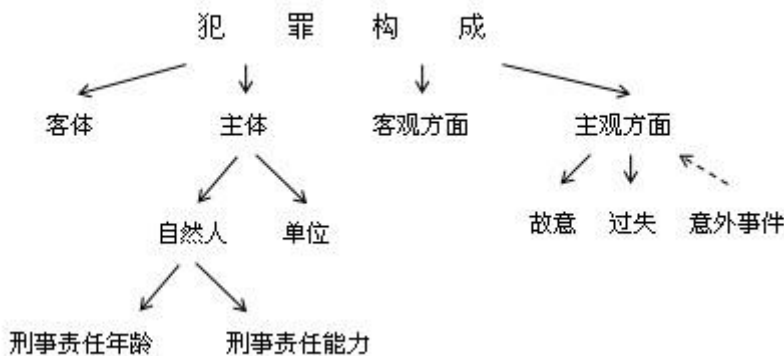 犯 罪 构 成
客体 主体 客观方面 主观方面
自然人 单位 故意 过失 意外事件
刑事责任年龄 刑事责任能力